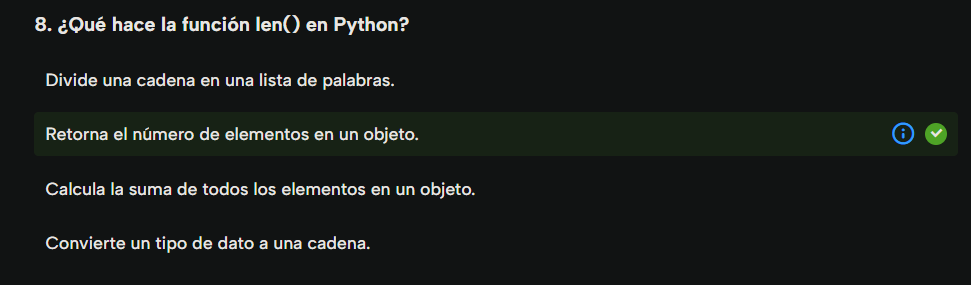 8. ¿Qué hace la función len() en Python?
Divide una cadena en una lista de palabras.
Retorna el número de elementos en un objeto.
Calcula la suma de todos los elementos en un objeto.
Convierte un tipo de dato a una cadena.